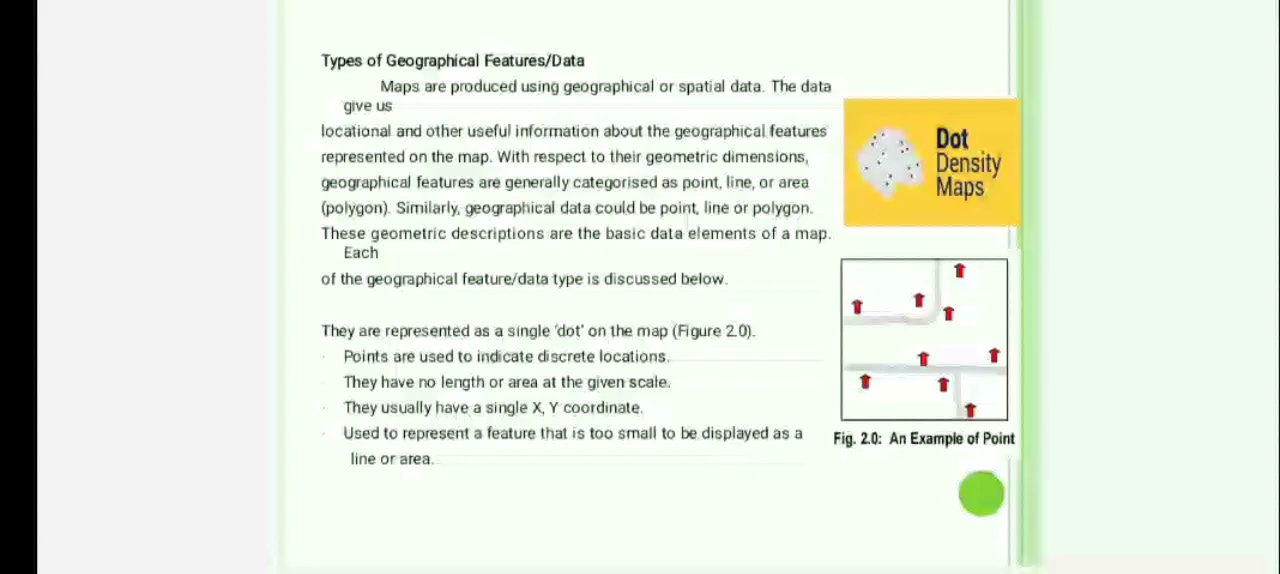 Types of Geographical Features/Data
Maps are produced using geographical or spatial data. The data
give us
locational and other useful information about the geographical features
represented on the map. With respect to their geometric dimensions,
geographical features are generally categorised as point, line, or area
(polygon). Similarly, geographical data could be point, line or polygon.
These geometric descriptions are the basic data elements of a map.
Each
of the geographical feature/data type is discussed below.
They are represented as a single 'dot' on the map (Figure 2.0).
· Points are used to indicate discrete locations.
· They have no length or area at the given scale.
· They usually have a single X, Y coordinate.
· Used to represent a feature that is too small to be displayed as a
line or area.
Dot
Density
Maps
Fig. 2.0: An Example of Point